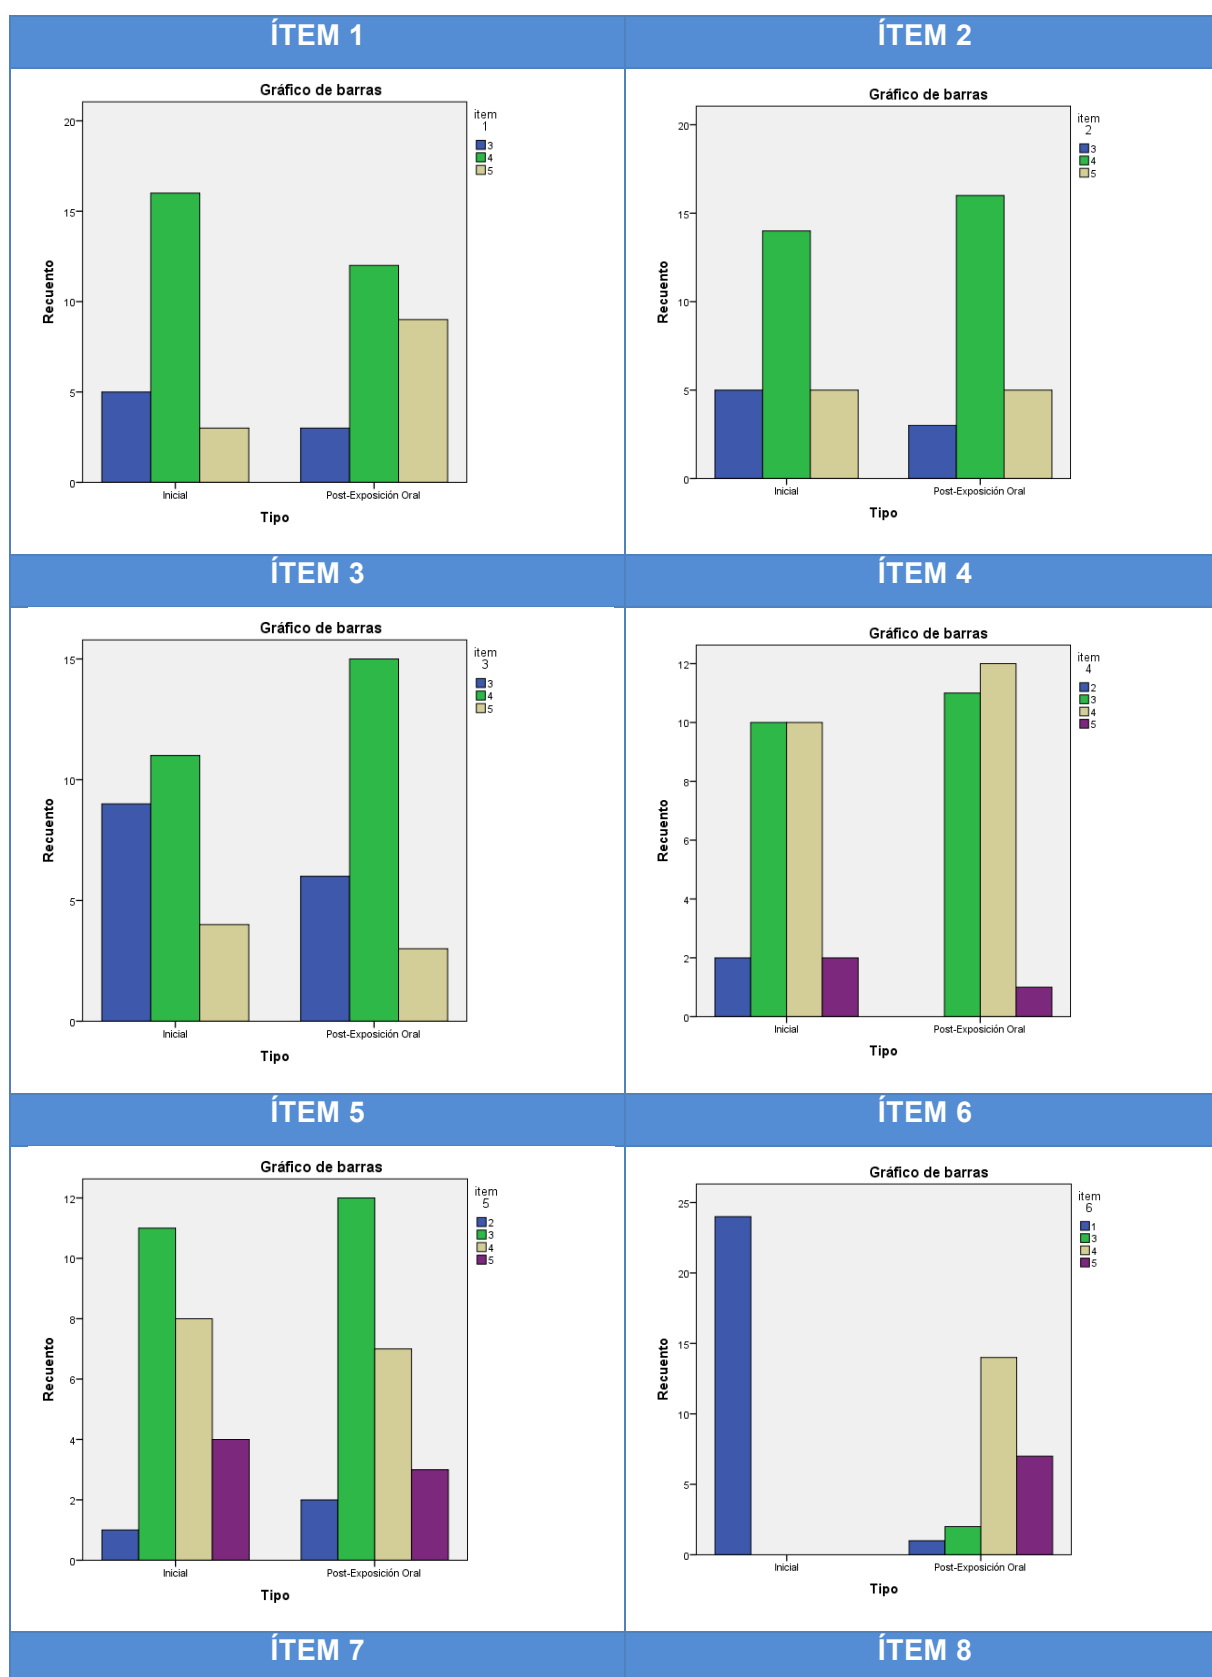 ÍTEM 1
ÍTEM 2
Gráfico de barras
item
1
3
4
5
20
15
10
5
0
Recuento
Inicial
Post-Exposición Oral
Tipo
Gráfico de barras
item
2
3
4
5
20
15
10
5
0
Recuento
Inicial
Post-Exposición Oral
Tipo
ÍTEM 3
ÍTEM 4
Gráfico de barras
item
3
3
4
5
15
10
5
0
Recuento
Inicial
Post-Exposición Oral
Tipo
Gráfico de barras
item
4
2
3
4
5
12
10
8
6
4
2
0
Recuento
Inicial
Post-Exposición Oral
Tipo
ÍTEM 5
ÍTEM 6
Gráfico de barras
item
5
2
3
4
5
12
10
8
6
4
2
0
Recuento
Inicial
Post-Exposición Oral
Tipo
Gráfico de barras
item
6
1
3
4
5
25
20
15
10
5
0
Recuento
Inicial
Post-Exposición Oral
Tipo
ÍTEM 7
ÍTEM 8